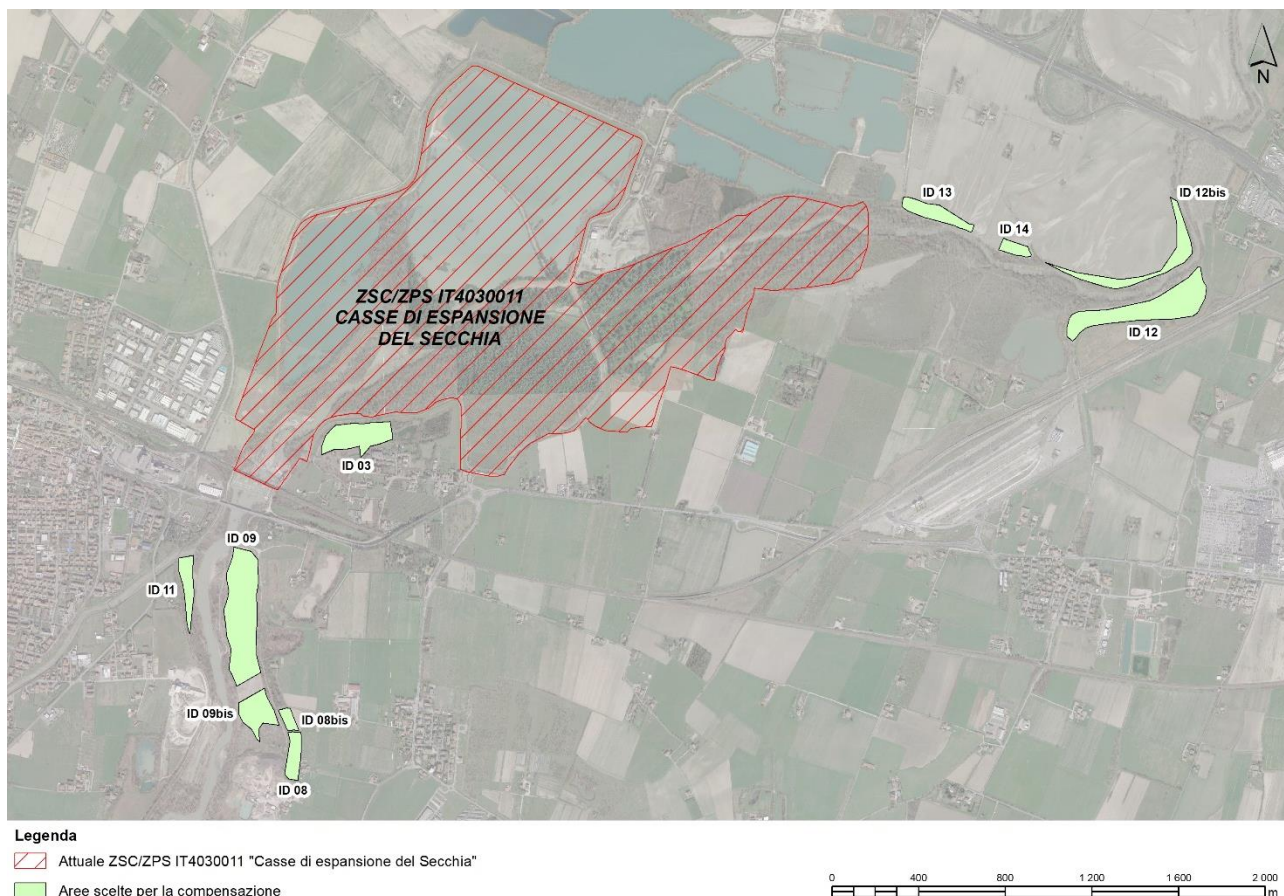 N
ID 13
ID 12bis
ID 14
ZSC/ZPS IT4030011
CASSE DI ESPANSIONE
DEL SECCHIA
ID 12
ID 03
ID 09
ID 11
ID 09bis
ID 08bis
ID 08
Legenda
Attuale ZSC/ZPS IT4030011 "Casse di espansione del Secchia"
Aree scelte per la compensazione
0 400 800 1 200 1 600 2 000
m